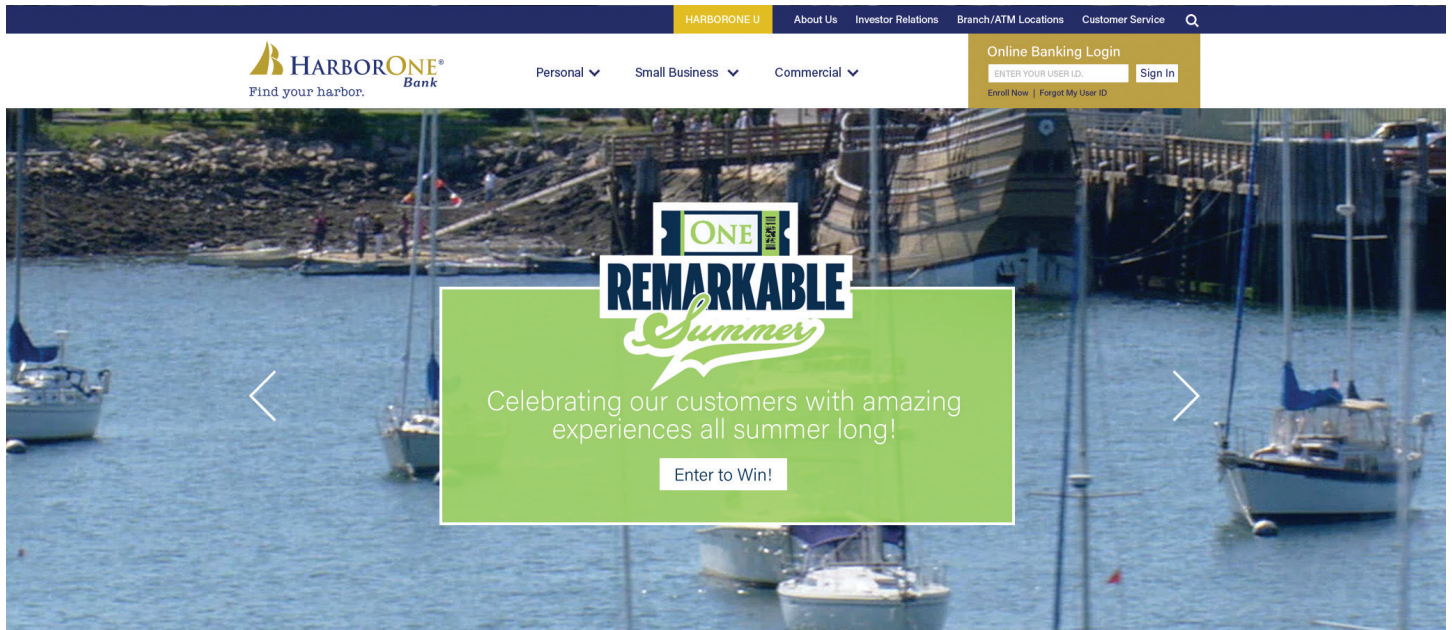 HARBORONE U About Us Investor Relations Branch/ATM Locations Customer Service
HARBORONE®
Bank
Find your harbor.
Personal Small Business Commercial
Online Banking Login
ENTER YOUR USER I.D. Sign In
Enroll Now | Forgot My User ID
ONE
REMARKABLE
Summer
Celebrating our customers with amazing
experiences all summer long!
Enter to Win!